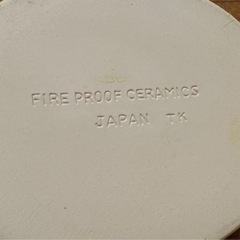 FIRE PROOF CERAMICS
JAPAN TK